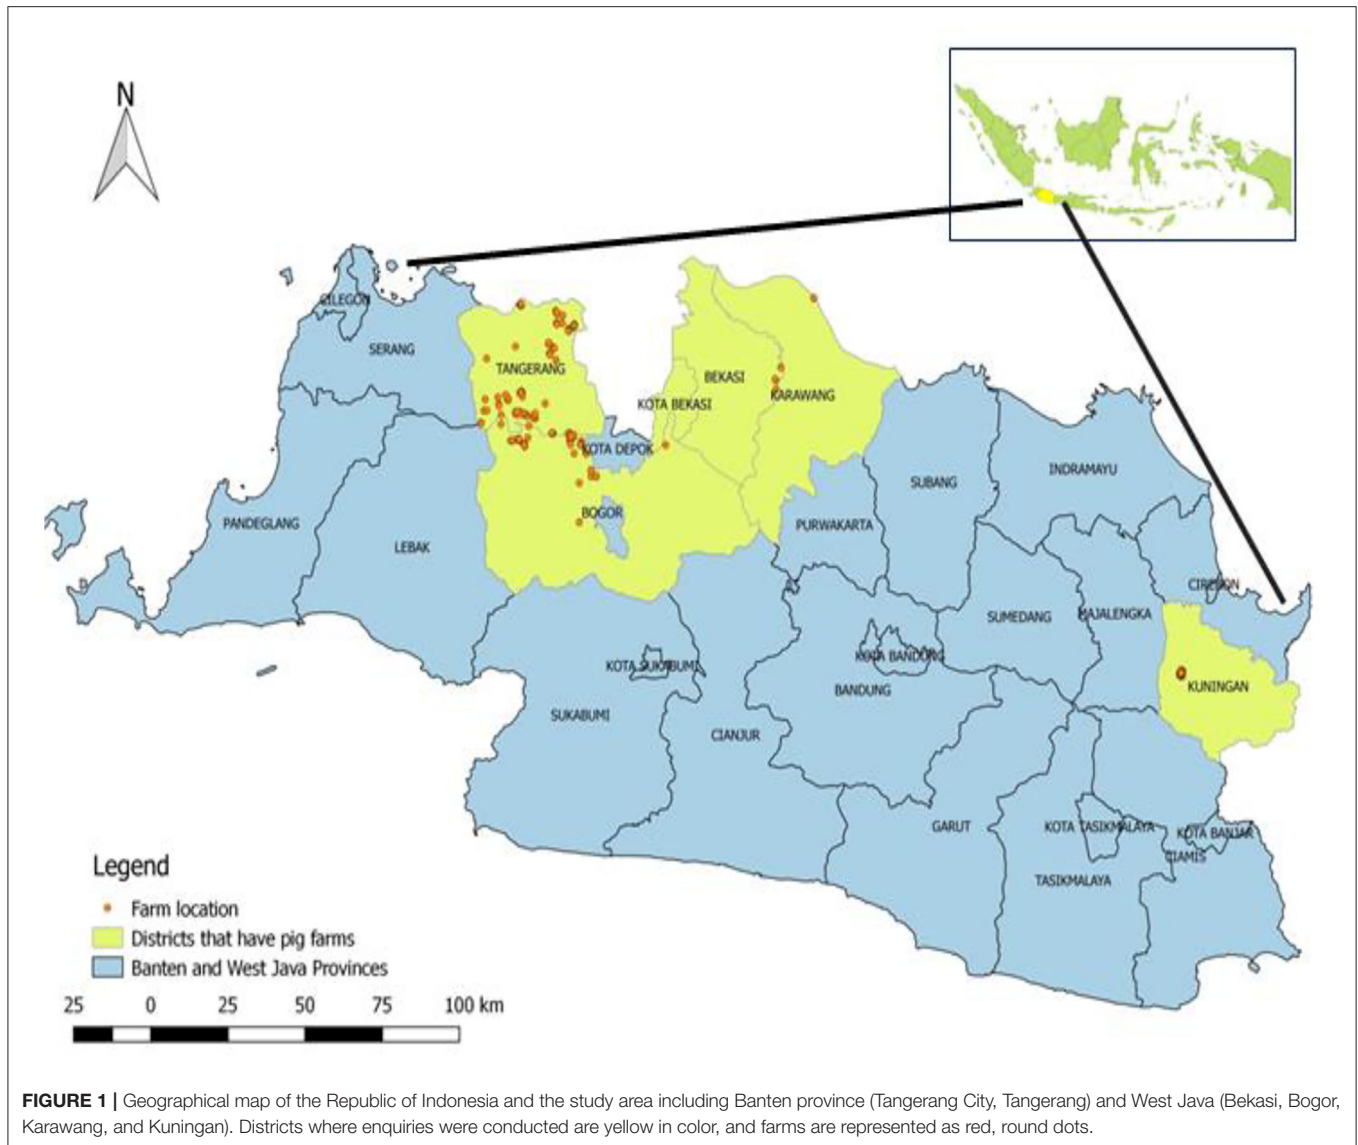 N
CILEGON
SERANG
TANGERANG
BEKASI
KOTA BEKASI
KARAWANG
KOTA DEPOK
BOGOR
PANDEGLANG
LEBAK
SUBANG
INDRAMAYU
PURWAKARTA
CIREBON
SUMEDANG
MAJALENGKA
KOTA SUKABUMI
KOTA BANDUNG
BANDUNG
KUNINGAN
SUKABUMI
CIANJUR
GARUT
KOTA TASIKMALAYA
KOTA BANJAR
CIAMIS
TASIKMALAYA
Legend
Farm location
Districts that have pig farms
Banten and West Java Provinces
25 0 25 50 75 100 km
FIGURE 1 | Geographical map of the Republic of Indonesia and the study area including Banten province (Tangerang City, Tangerang) and West Java (Bekasi, Bogor,
Karawang, and Kuningan). Districts where enquiries were conducted are yellow in color, and farms are represented as red, round dots.